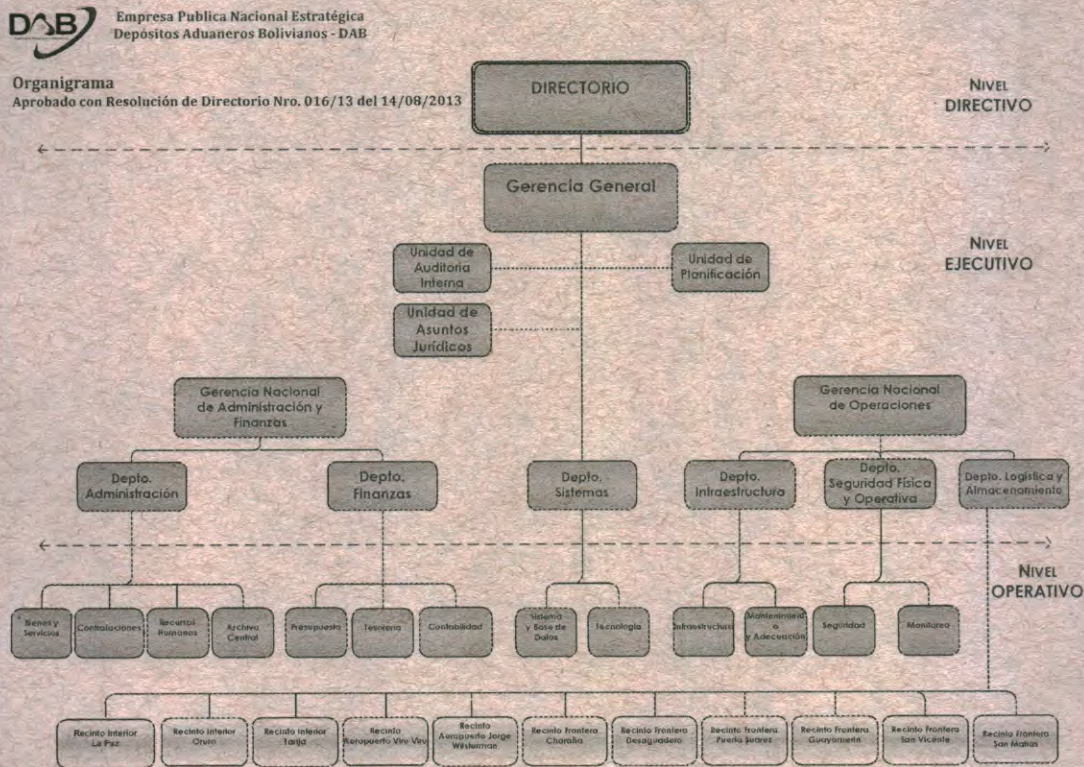 DAB
Empresa Publica Nacional Estratégica
Depósitos Aduaneros Bolivianos - DAB
Organigrama
Aprobado con Resolución de Directorio Nro. 016/13 del 14/08/2013
DIRECTORIO
NIVEL
DIRECTIVO
Gerencia General
NIVEL
EJECUTIVO
Unidad de
Auditoria
Interna
Unidad de
Planificación
Unidad de
Asuntos
Jurídicos
Gerencia Nacional
de Administración y
Finanzas
Gerencia Nacional
de Operaciones
Depto.
Administración
Depto.
Finanzas
Depto.
Sistemas
Depto.
Infraestructura
Depto.
Seguridad Física
y Operativa
Depto. Logística y
Almacenamiento
NIVEL
OPERATIVO
Bienes y
Servicios
Contrataciones
Recursos
Humanos
Archivo
Central
Presupuesto
Tesorería
Contabilidad
Sistema
y Base de
Datos
Tecnología
Infraestructura
Mantenimient
o
y Adecuación
Seguridad
Monitoreo
Recinto Interior
La Paz
Recinto Interior
Oruro
Recinto Interior
Tarija
Recinto
Aeropuerto Viru Viru
Recinto
Aeropuerto Jorge
Wilsterman
Recinto Frontera
Charaña
Recinto Frontera
Desaguadero
Recinto Frontera
Puerto Suarez
Recinto Frontera
Guayamerin
Recinto Frontera
San Vicente
Recinto Frontera
San Matias